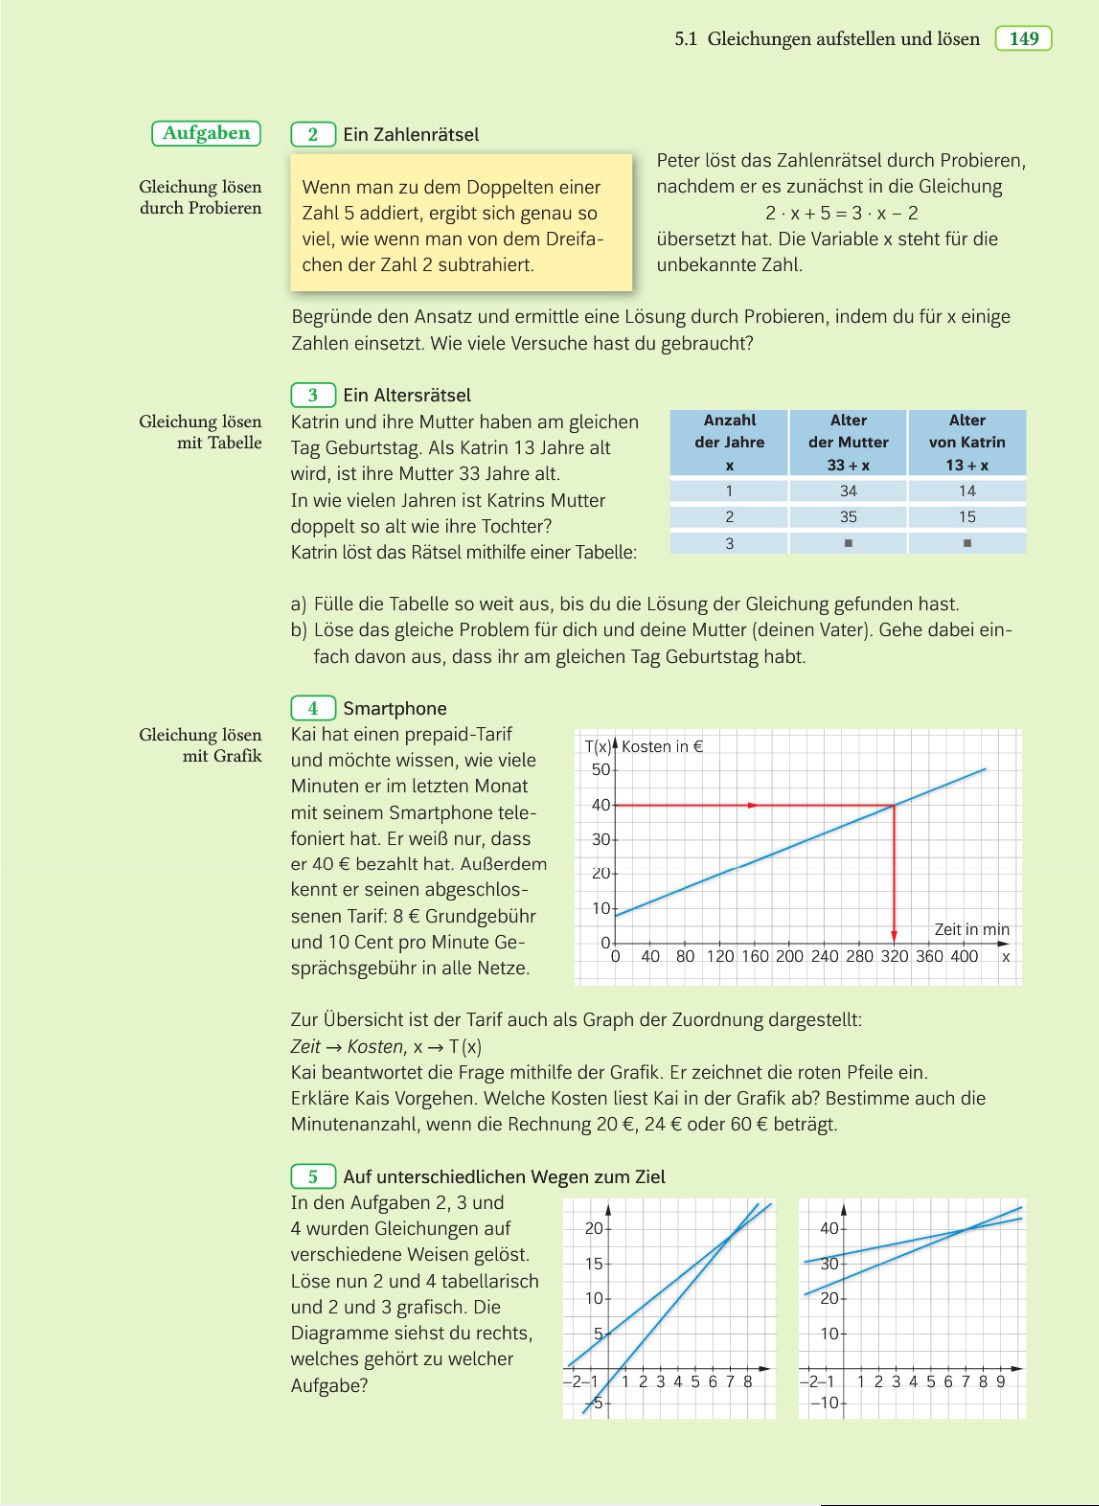 5.1 Gleichungen aufstellen und lösen 149
Aufgaben
2 Ein Zahlenrätsel
Gleichung lösen
durch Probieren
Wenn man zu dem Doppelten einer
Zahl 5 addiert, ergibt sich genau so
viel, wie wenn man von dem Dreifa-
chen der Zahl 2 subtrahiert.
Peter löst das Zahlenrätsel durch Probieren,
nachdem er es zunächst in die Gleichung
2 · x + 5 = 3 · x – 2
übersetzt hat. Die Variable x steht für die
unbekannte Zahl.
Begründe den Ansatz und ermittle eine Lösung durch Probieren, indem du für x einige
Zahlen einsetzt. Wie viele Versuche hast du gebraucht?
3 Ein Altersrätsel
Gleichung lösen
mit Tabelle
Katrin und ihre Mutter haben am gleichen
Tag Geburtstag. Als Katrin 13 Jahre alt
wird, ist ihre Mutter 33 Jahre alt.
In wie vielen Jahren ist Katrins Mutter
doppelt so alt wie ihre Tochter?
Katrin löst das Rätsel mithilfe einer Tabelle:
Anzahl Alter Alter
der Jahre der Mutter von Katrin
x 33 + x 13 + x
1 34 14
2 35 15
3 ■ ■
a) Fülle die Tabelle so weit aus, bis du die Lösung der Gleichung gefunden hast.
b) Löse das gleiche Problem für dich und deine Mutter (deinen Vater). Gehe dabei ein-
fach davon aus, dass ihr am gleichen Tag Geburtstag habt.
4 Smartphone
Gleichung lösen
mit Grafik
Kai hat einen prepaid-Tarif
und möchte wissen, wie viele
Minuten er im letzten Monat
mit seinem Smartphone tele-
foniert hat. Er weiß nur, dass
er 40 € bezahlt hat. Außerdem
kennt er seinen abgeschlos-
senen Tarif: 8 € Grundgebühr
und 10 Cent pro Minute Ge-
sprächsgebühr in alle Netze.
T(x) Kosten in €
50
40
30
20
10
0
Zeit in min
0 40 80 120 160 200 240 280 320 360 400 x
Zur Übersicht ist der Tarif auch als Graph der Zuordnung dargestellt:
Zeit → Kosten, x → T(x)
Kai beantwortet die Frage mithilfe der Grafik. Er zeichnet die roten Pfeile ein.
Erkläre Kais Vorgehen. Welche Kosten liest Kai in der Grafik ab? Bestimme auch die
Minutenanzahl, wenn die Rechnung 20 €, 24 € oder 60 € beträgt.
5 Auf unterschiedlichen Wegen zum Ziel
In den Aufgaben 2, 3 und
4 wurden Gleichungen auf
verschiedene Weisen gelöst.
Löse nun 2 und 4 tabellarisch
und 2 und 3 grafisch. Die
Diagramme siehst du rechts,
welches gehört zu welcher
Aufgabe?
20
15
10
5
–2 –1 1 2 3 4 5 6 7 8
–5
40
30
20
10
–2 –1 1 2 3 4 5 6 7 8 9
–10